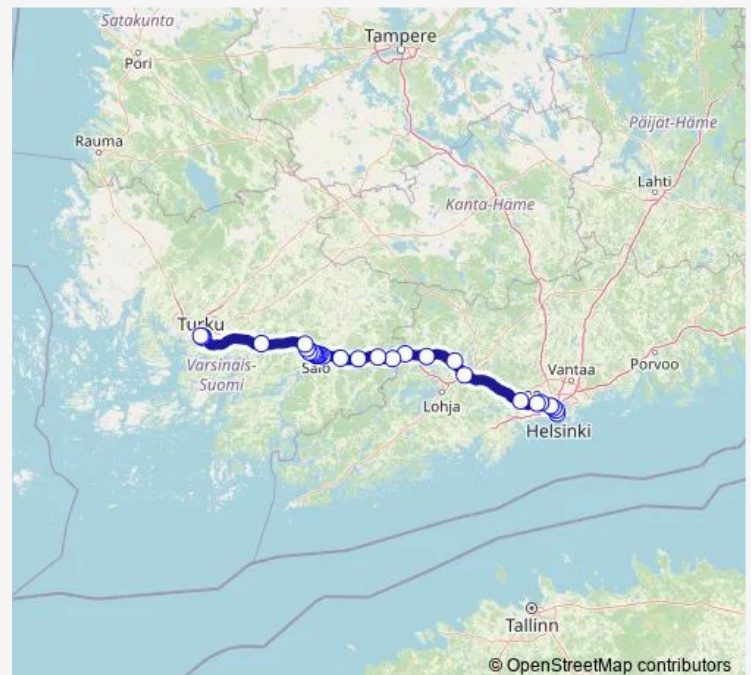 Satakunta
Tampere
Pori
Päijät-Häme
Rauma
Lahti
Kanta-Häme
Turku
Varsinais-
Suomi
Salo
Vantaa
Porvoo
Lohja
Helsinki
Tallinn
© OpenStreetMap contributors